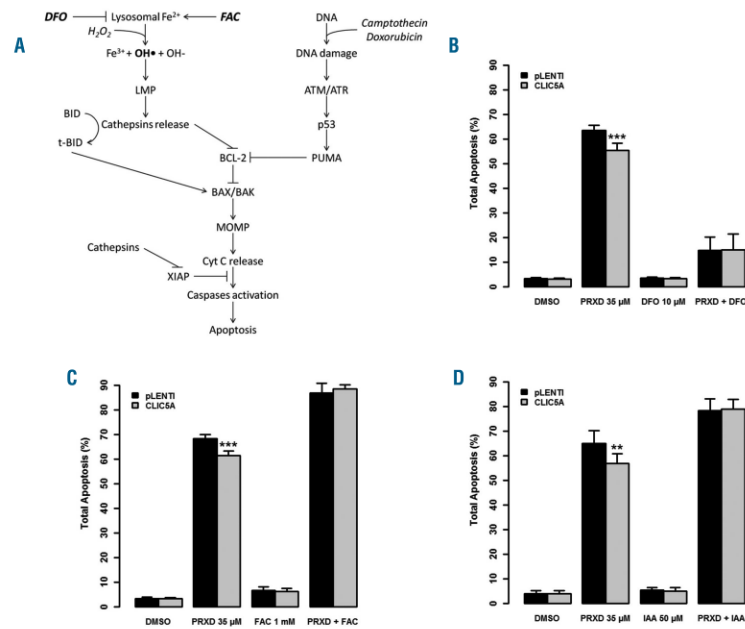 A
DFO
Lysosomal Fe²⁺
FAC
H₂O₂
Fe³⁺ + OH• + OH-
LMP
BID
Cathepsins release
t-BID
DNA
Camptothecin
Doxorubicin
DNA damage
ATM/ATR
p53
BCL-2
PUMA
BAX/BAK
MOMP
Cathepsins
Cyt C release
XIAP
Caspases activation
Apoptosis
B
pLENTI
CLIC5A
Total Apoptosis (%)
90
80
70
60
50
40
30
20
10
0
***
DMSO PRXD 35 µM DFO 10 µM PRXD + DFO
C
pLENTI
CLIC5A
Total Apoptosis (%)
90
80
70
60
50
40
30
20
10
0
***
DMSO PRXD 35 µM FAC 1 mM PRXD + FAC
D
pLENTI
CLIC5A
Total Apoptosis (%)
90
80
70
60
50
40
30
20
10
0
**
DMSO PRXD 35 µM IAA 50 µM PRXD + IAA